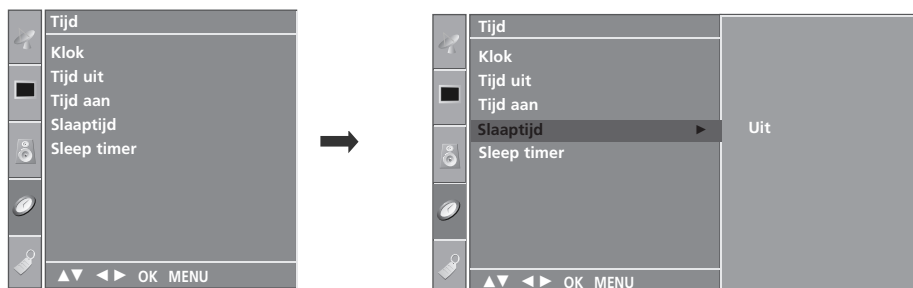 Tijd
Klok
Tijd uit
Tijd aan
Slaaptijd
Sleep timer
▲▼ ◄► OK MENU
Tijd
Klok
Tijd uit
Tijd aan
Slaaptijd ► Uit
Sleep timer
▲▼ ◄► OK MENU